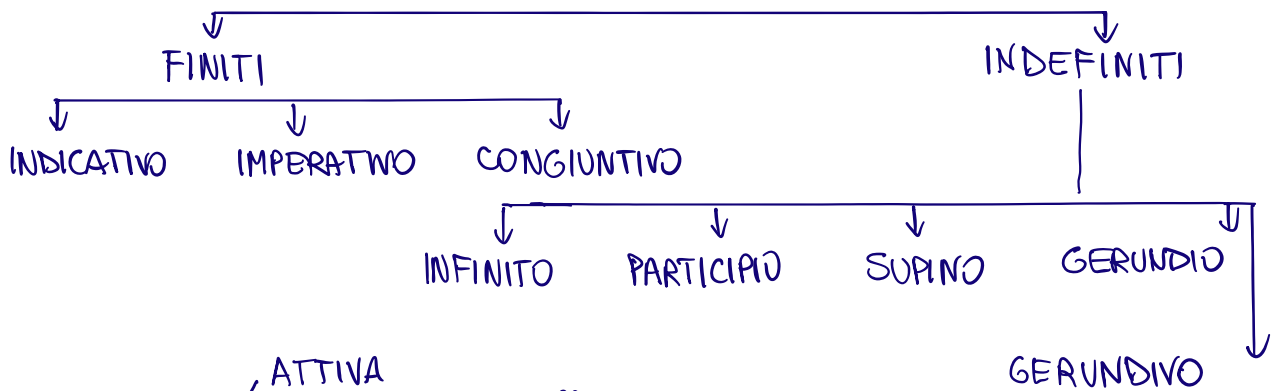 FINITI INDEFINITI
INDICATIVO IMPERATIVO CONGIUNTIVO
INFINITO PARTICIPIO SUPINO GERUNDIO
ATTIVA GERUNDIVO